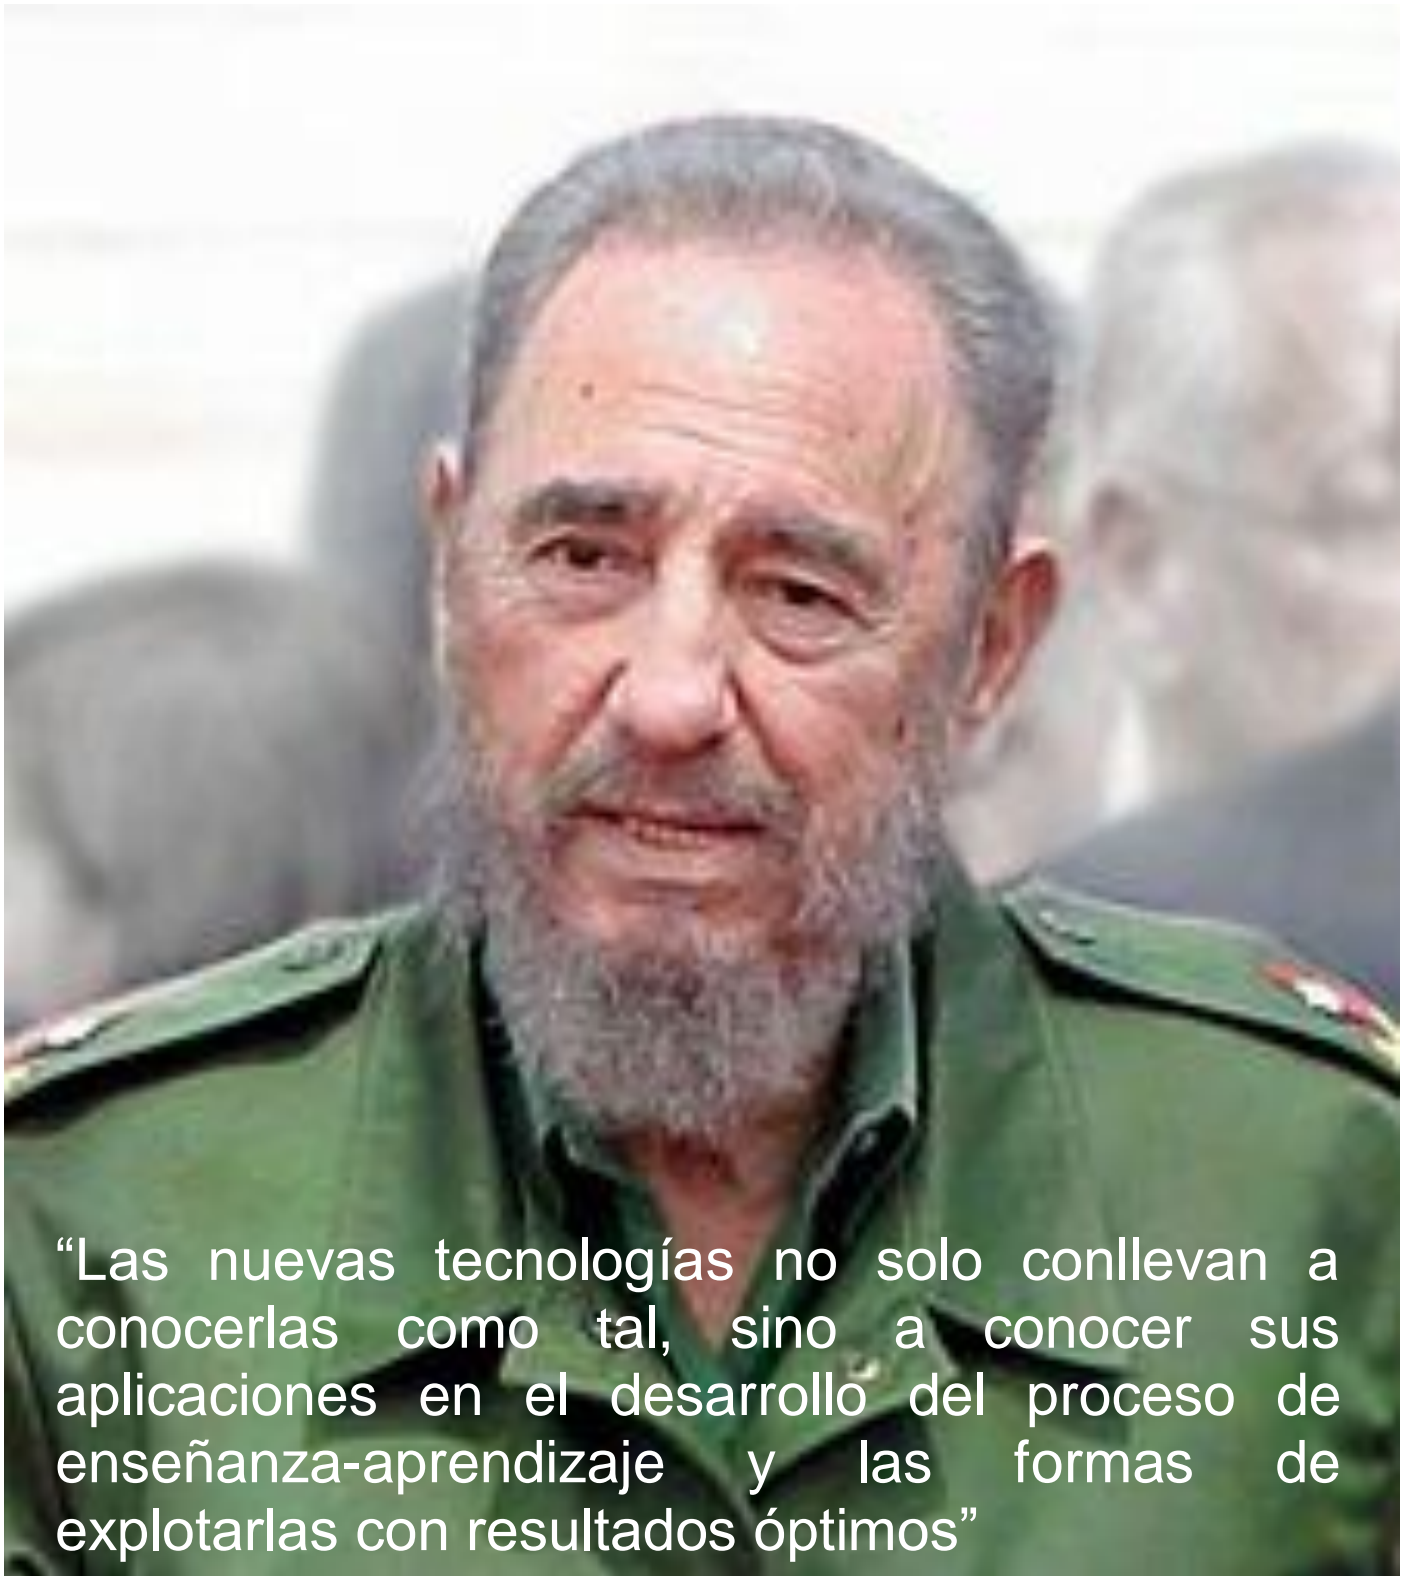 “Las nuevas tecnologías no solo conllevan a
conocerlas como tal, sino a conocer sus
aplicaciones en el desarrollo del proceso de
enseñanza-aprendizaje y las formas de
explotarlas con resultados óptimos”